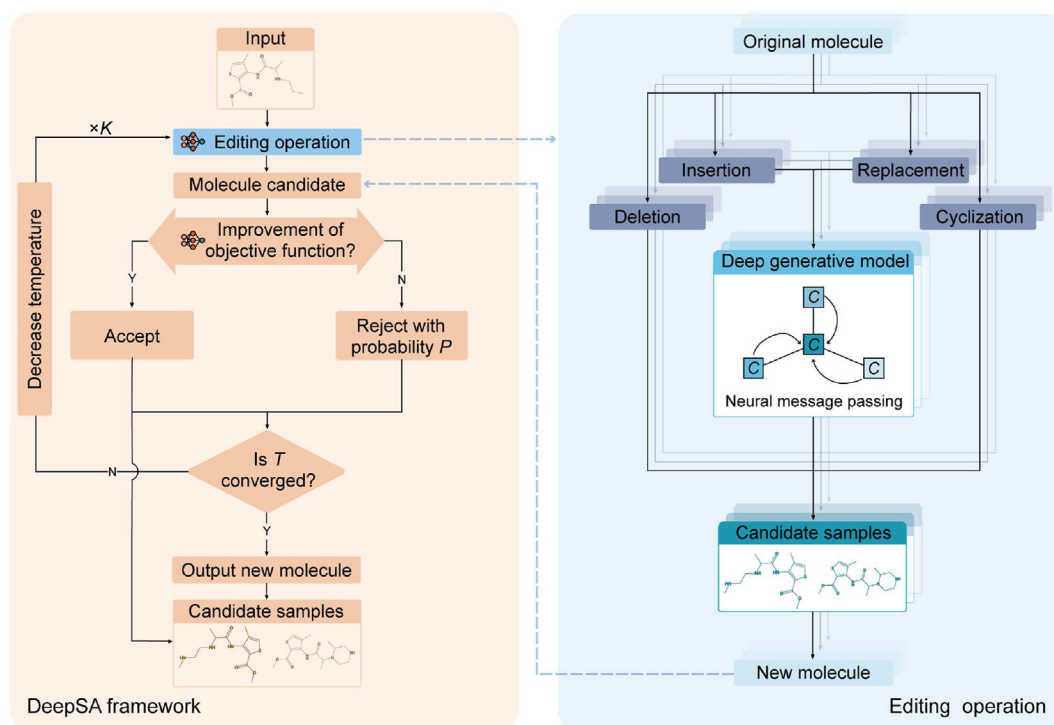 Input
×K
Editing operation
Molecule candidate
Improvement of
objective function?
Y
N
Accept
Reject with
probability P
Decrease temperature
Is T
converged?
N
Y
Output new molecule
Candidate samples
DeepSA framework
Original molecule
Insertion
Replacement
Deletion
Cyclization
Deep generative model
C
C
C
C
Neural message passing
Candidate samples
New molecule
Editing operation